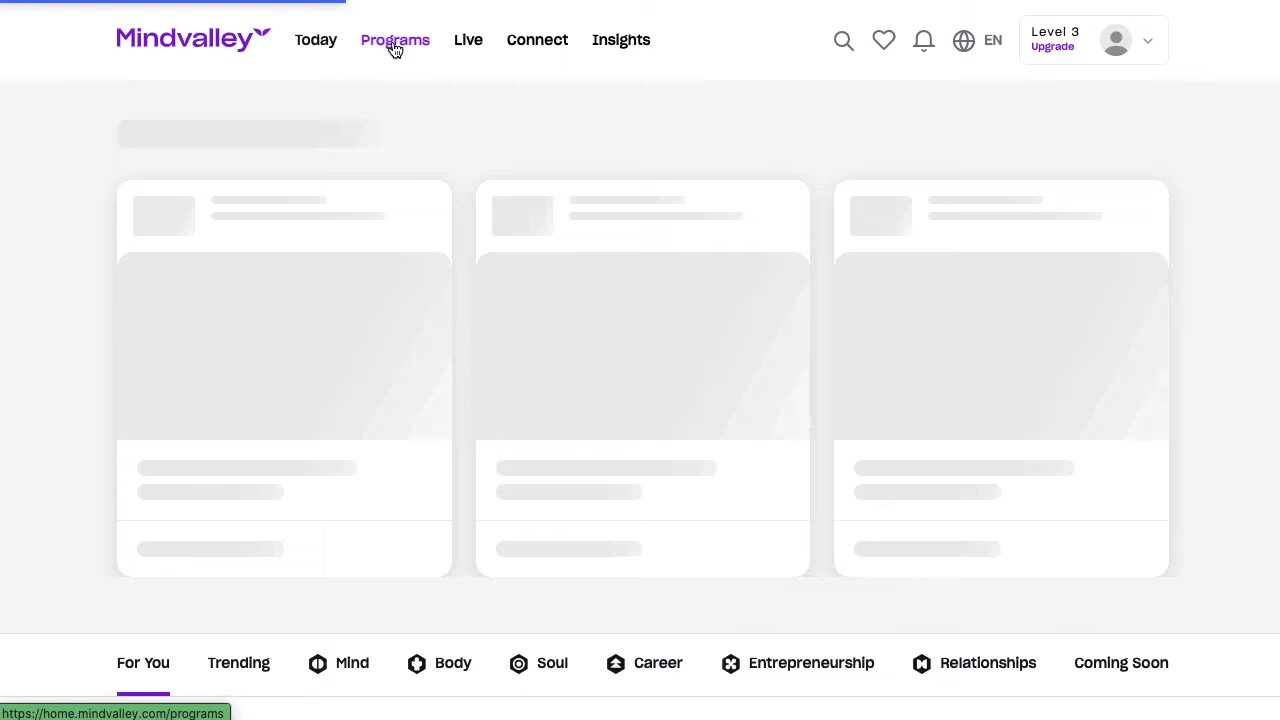 Mindvalley
Today
Programs
Live
Connect
Insights
EN
Level 3
Upgrade
For You
Trending
Mind
Body
Soul
Career
Entrepreneurship
Relationships
Coming Soon
https://home.mindvalley.com/programs